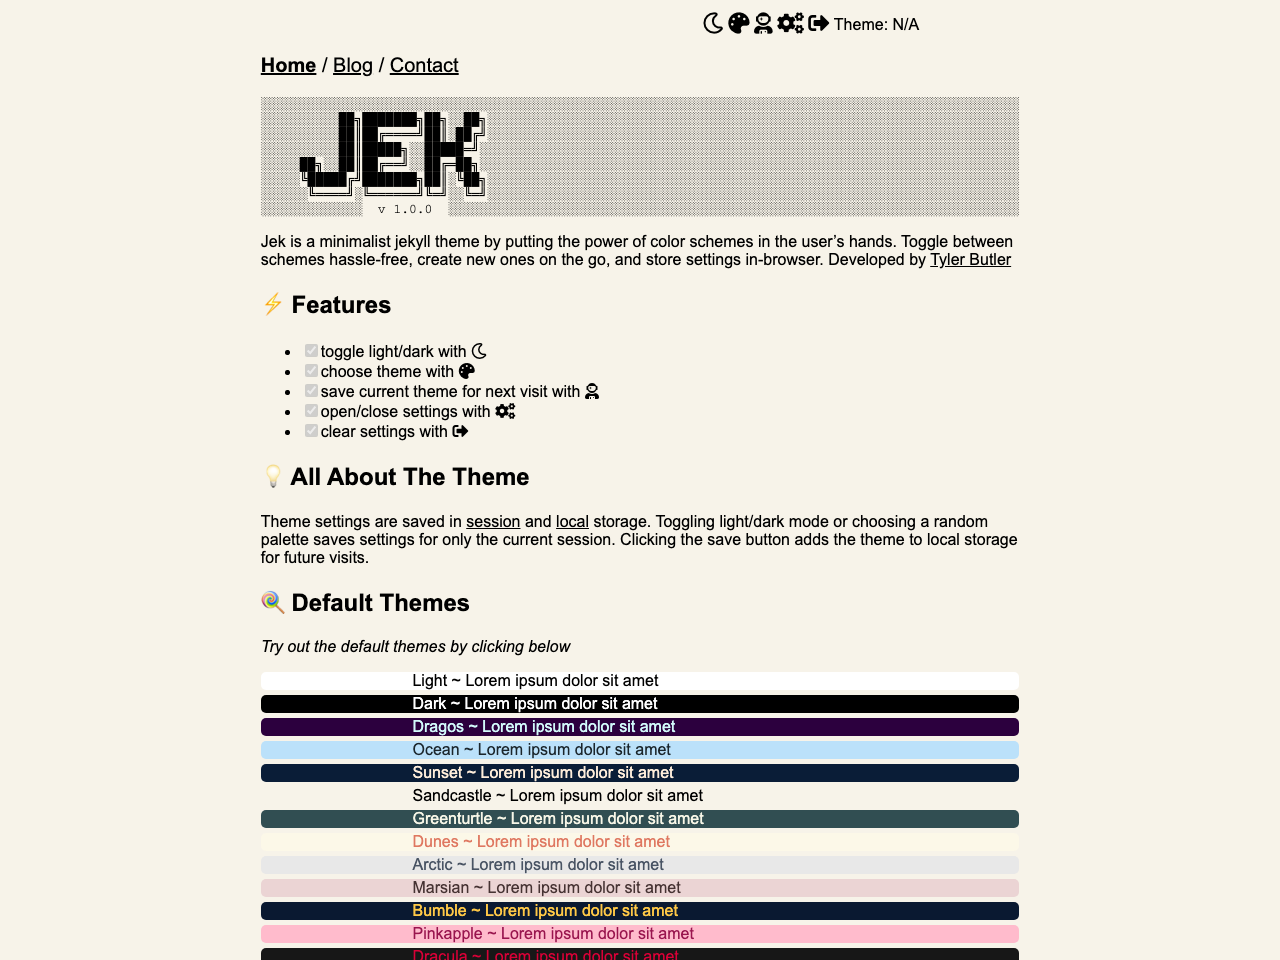 Theme: N/A
Home / Blog / Contact
JEK
v 1.0.0
Jek is a minimalist jekyll theme by putting the power of color schemes in the user’s hands. Toggle between
schemes hassle-free, create new ones on the go, and store settings in-browser. Developed by Tyler Butler
⚡ Features
toggle light/dark with
choose theme with
save current theme for next visit with
open/close settings with
clear settings with
💡 All About The Theme
Theme settings are saved in session and local storage. Toggling light/dark mode or choosing a random
palette saves settings for only the current session. Clicking the save button adds the theme to local storage
for future visits.
🍭 Default Themes
Try out the default themes by clicking below
Light ~ Lorem ipsum dolor sit amet
Dark ~ Lorem ipsum dolor sit amet
Dragos ~ Lorem ipsum dolor sit amet
Ocean ~ Lorem ipsum dolor sit amet
Sunset ~ Lorem ipsum dolor sit amet
Sandcastle ~ Lorem ipsum dolor sit amet
Greenturtle ~ Lorem ipsum dolor sit amet
Dunes ~ Lorem ipsum dolor sit amet
Arctic ~ Lorem ipsum dolor sit amet
Marsian ~ Lorem ipsum dolor sit amet
Bumble ~ Lorem ipsum dolor sit amet
Pinkapple ~ Lorem ipsum dolor sit amet
Dracula ~ Lorem ipsum dolor sit amet